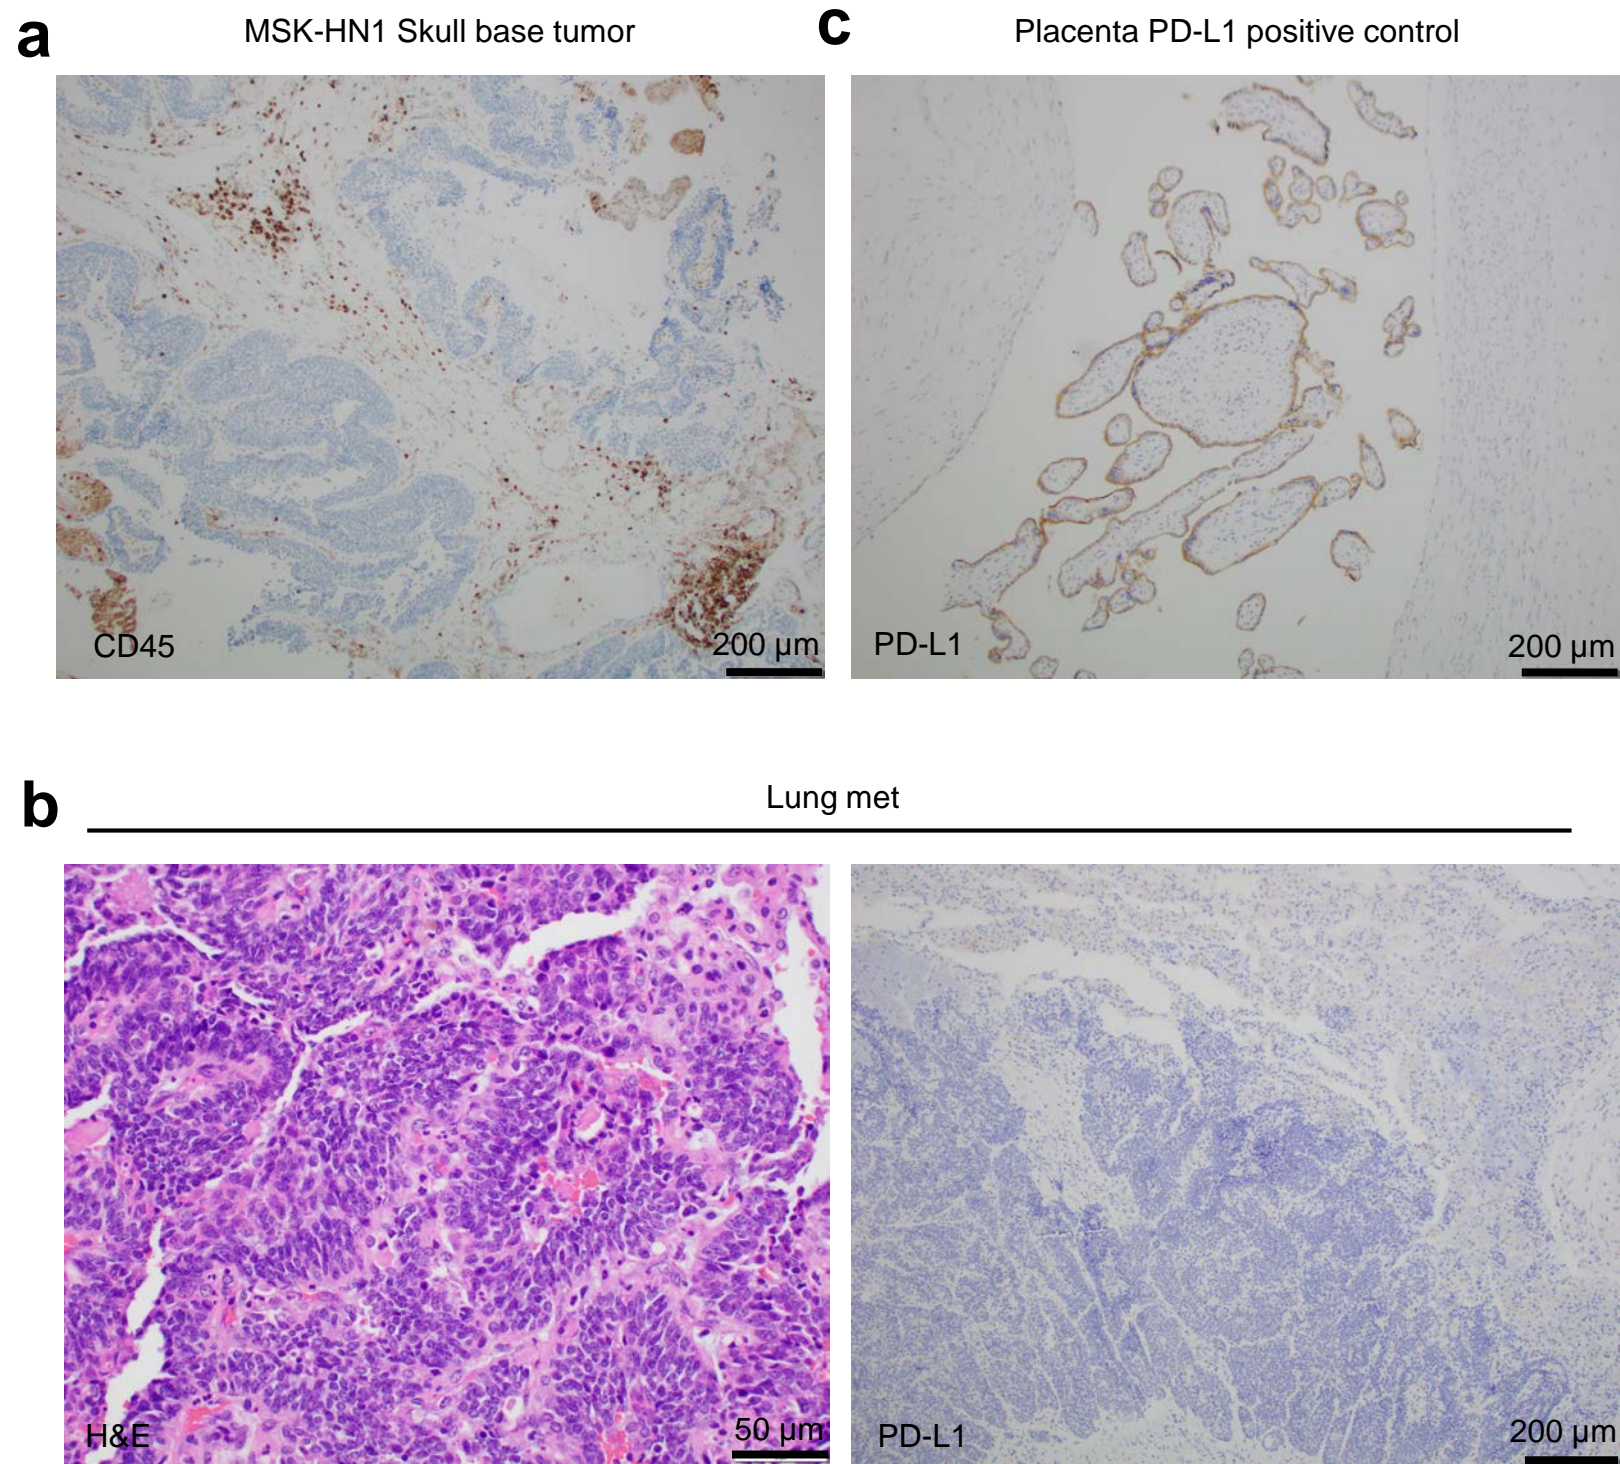 a
MSK-HN1 Skull base tumor
CD45
200 µm
c
Placenta PD-L1 positive control
PD-L1
200 µm
b
Lung met
H&E
50 µm
PD-L1
200 µm